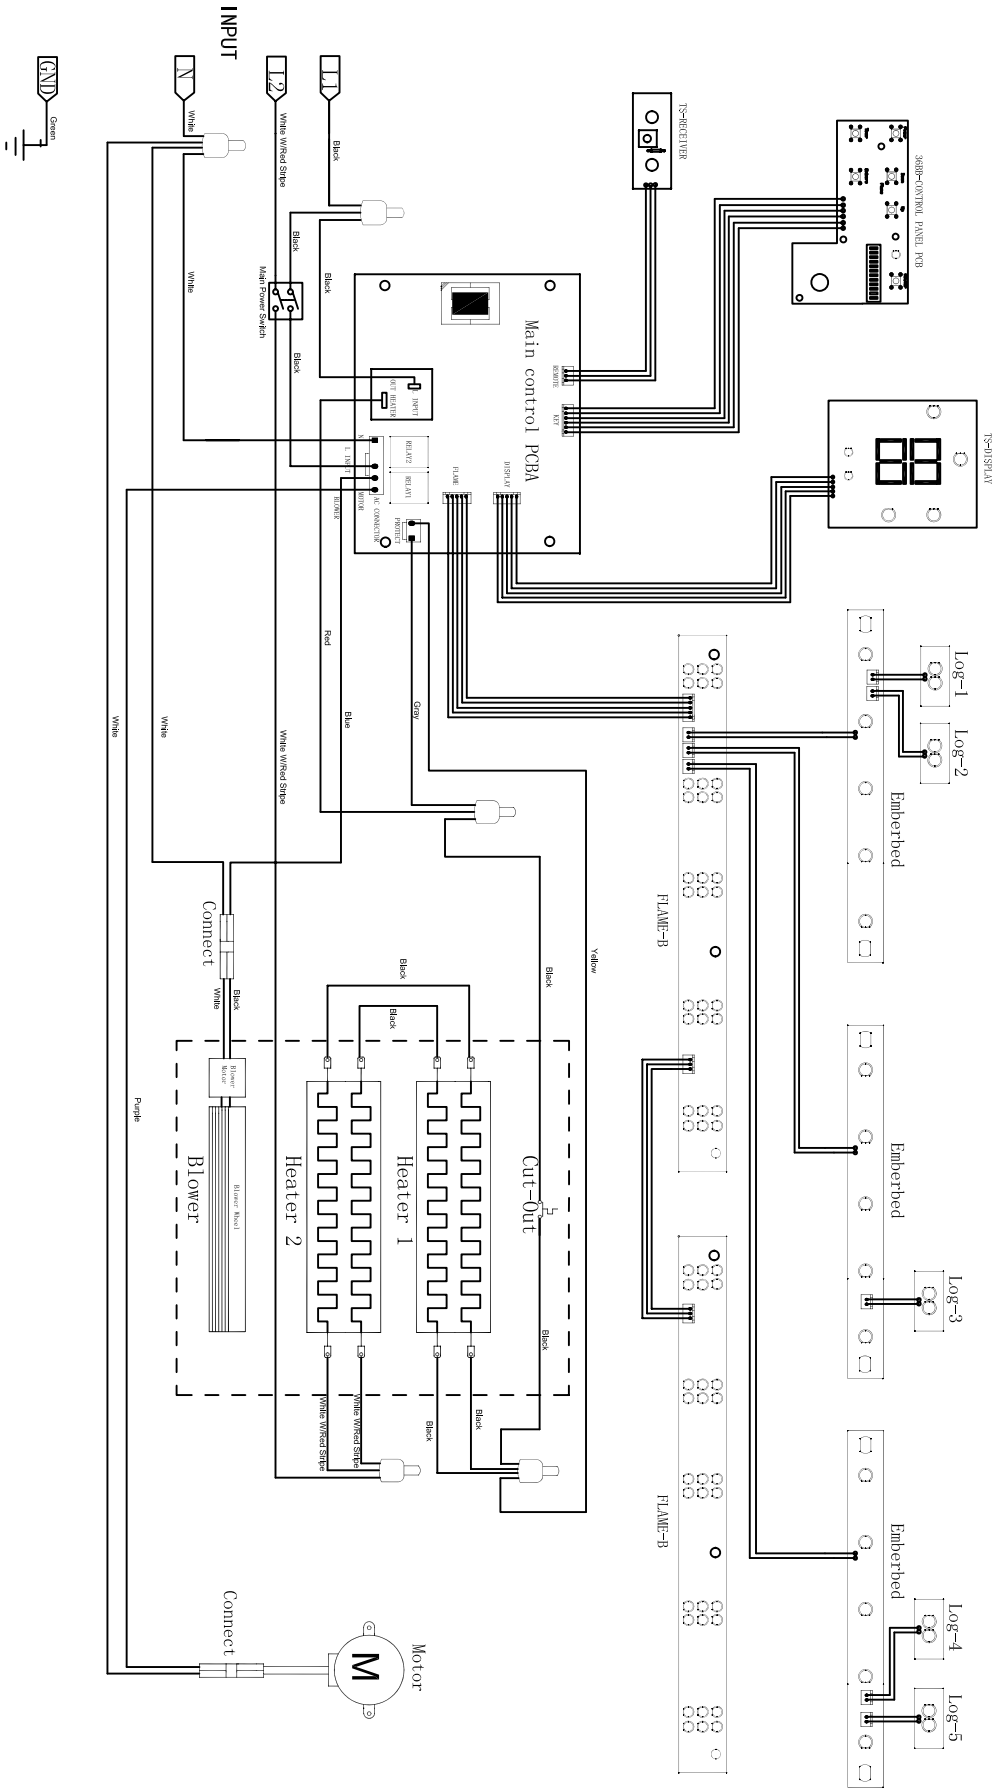 INPUT
GND
N
L2
L1
Green
White
White W/Red Stripe
Black
White
Black
Black
Main Power Switch
Black
TS-RECEIVER
36BB-CONTROL PANEL PCB
TS-DISPLAY
Main control PCBA
REMOTE
KEY
L INPUT
OUT HEATER
N
L INPUT
RELAY2
RELAY1
BLOWER
MOTOR
AC CONNECTOR
PROTECT
FLAME
DISPLAY
Red
Blue
Gray
White
White
White W/Red Stripe
Yellow
Black
Log-1
Log-2
Emberbed
FLAME-B
Connect
White
Black
Black
Black
Blower Motor
Blower Wheel
Blower
Heater 2
Heater 1
Cut-Out
Purple
Emberbed
Log-3
Black
White W/Red Stripe
White W/Red Stripe
Black
Black
FLAME-B
Emberbed
Log-4
Log-5
Connect
Motor
M